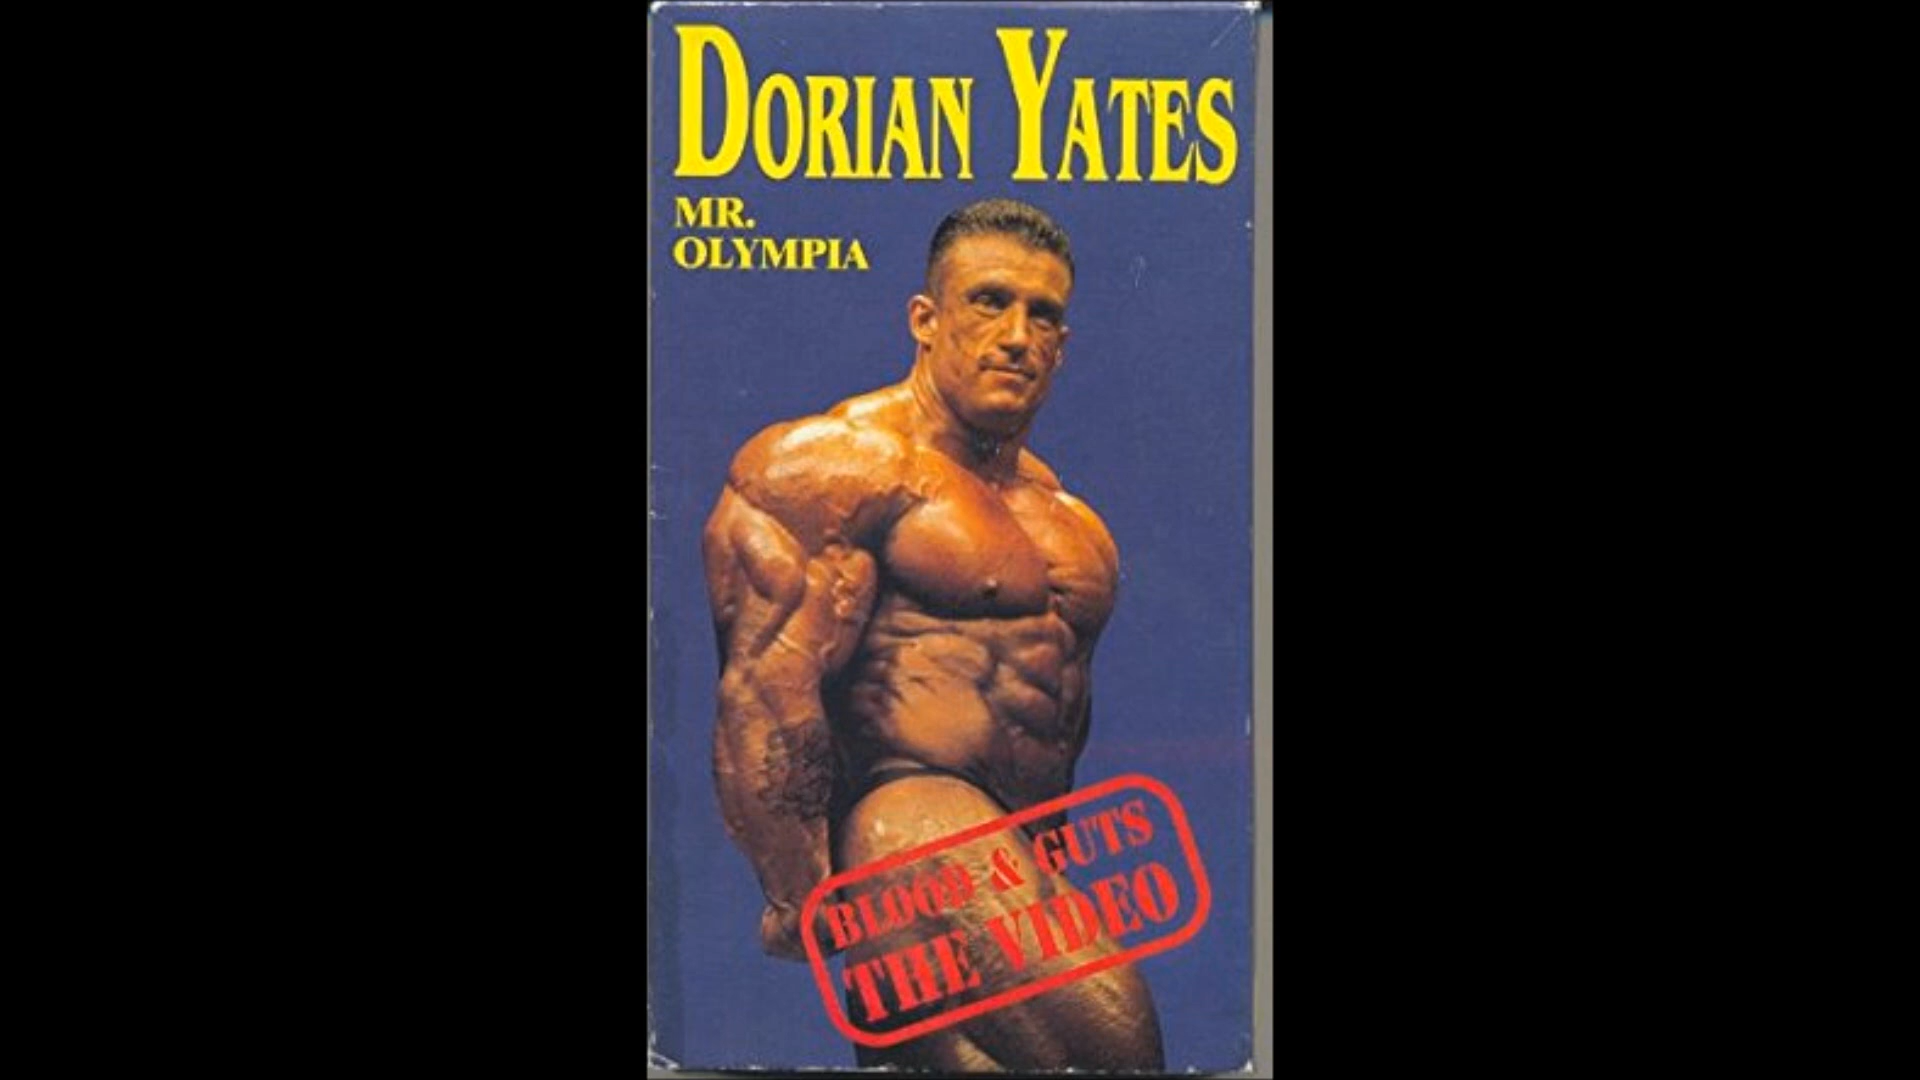 DORIAN YATES
MR.
OLYMPIA
BLOOD & GUTS
THE VIDEO